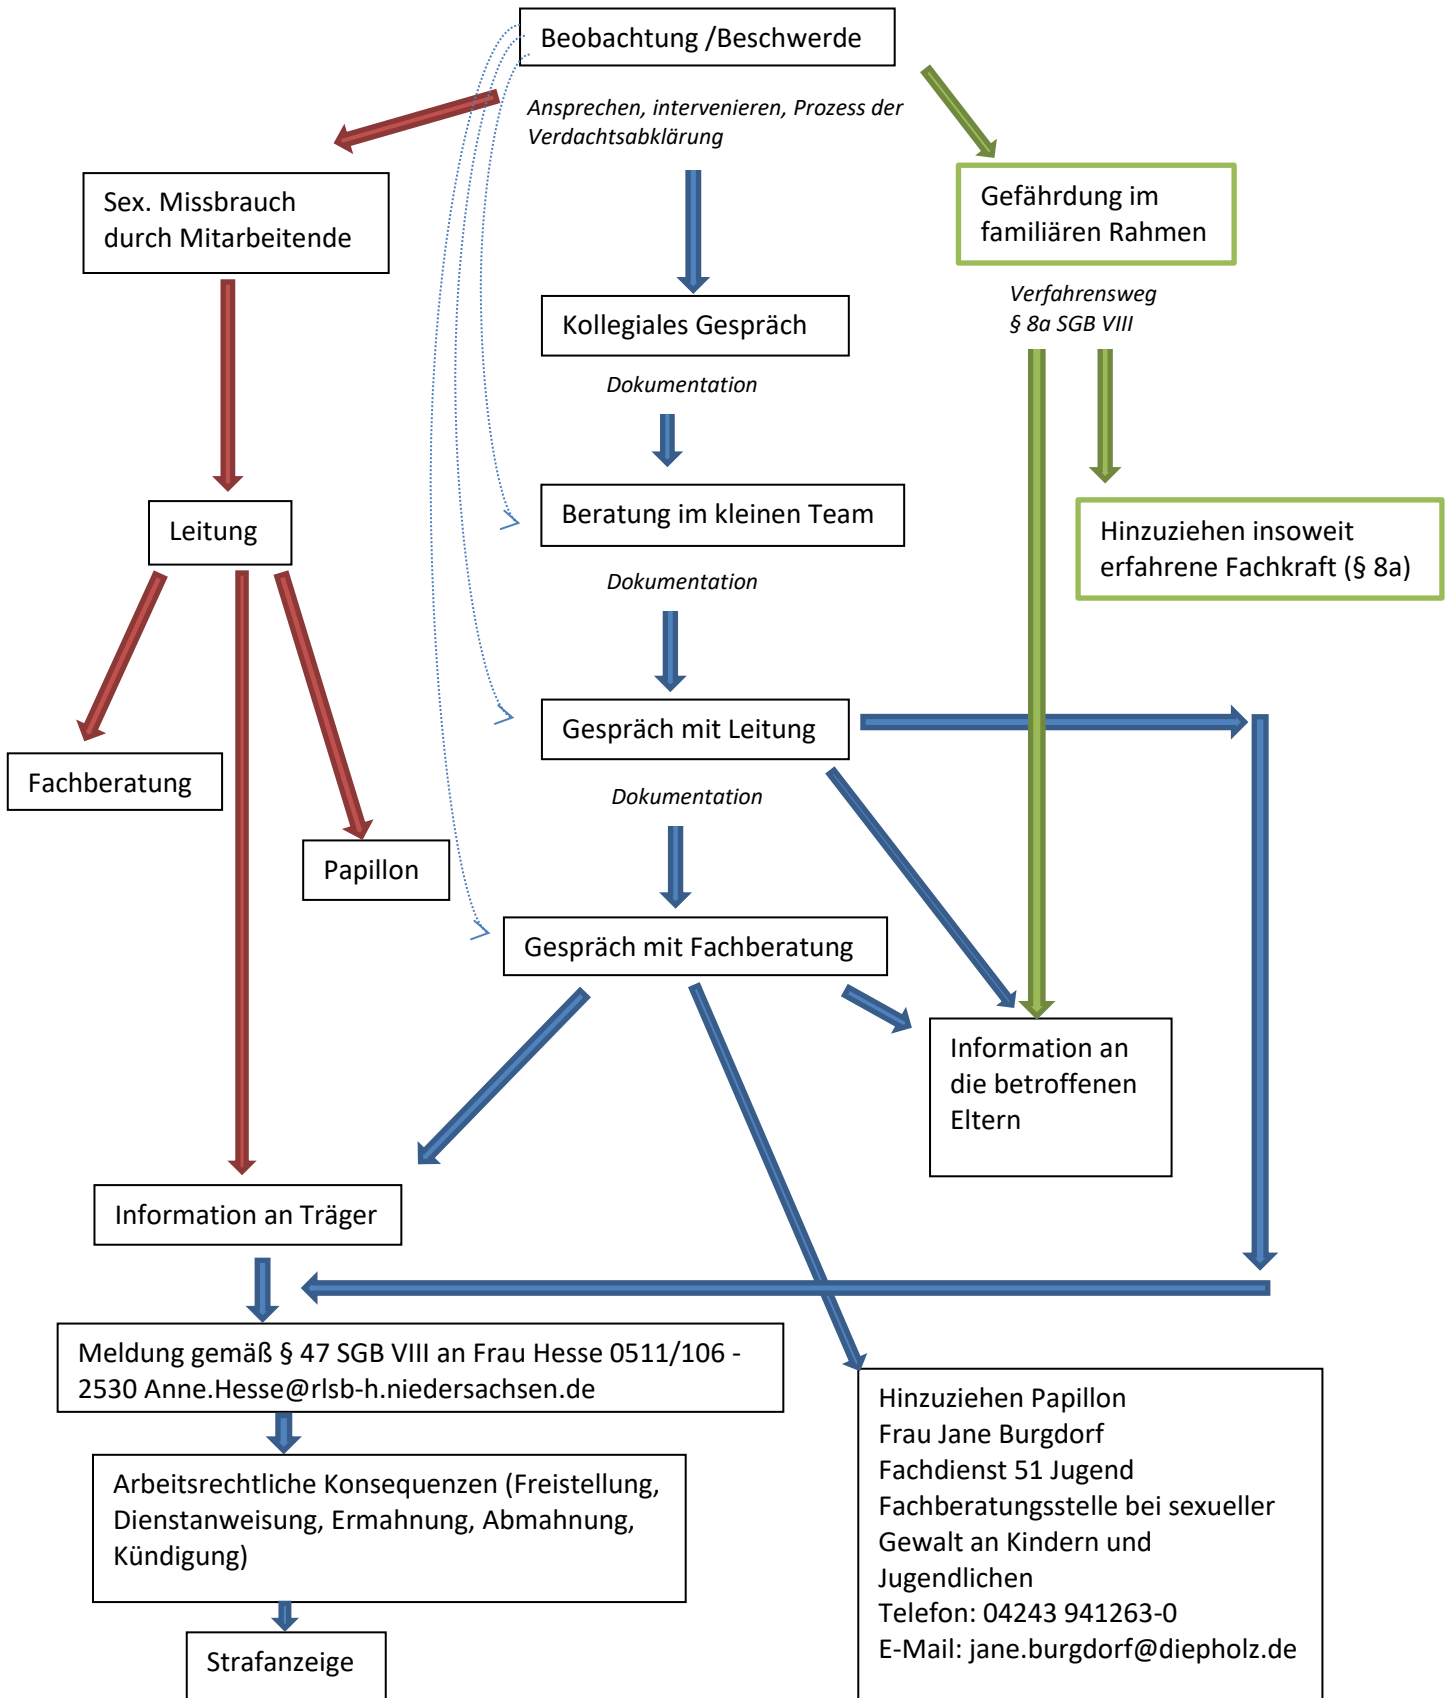 Beobachtung /Beschwerde
Ansprechen, intervenieren, Prozess der
Verdachtsabklärung
Sex. Missbrauch
durch Mitarbeitende
Gefährdung im
familiären Rahmen
Verfahrensweg
§ 8a SGB VIII
Kollegiales Gespräch
Dokumentation
Leitung
Beratung im kleinen Team
Hinzuziehen insoweit
erfahrene Fachkraft (§ 8a)
Dokumentation
Gespräch mit Leitung
Fachberatung
Dokumentation
Papillon
Gespräch mit Fachberatung
Information an
die betroffenen
Eltern
Information an Träger
Meldung gemäß § 47 SGB VIII an Frau Hesse 0511/106 -
2530 Anne.Hesse@rlsb-h.niedersachsen.de
Arbeitsrechtliche Konsequenzen (Freistellung,
Dienstanweisung, Ermahnung, Abmahnung,
Kündigung)
Strafanzeige
Hinzuziehen Papillon
Frau Jane Burgdorf
Fachdienst 51 Jugend
Fachberatungsstelle bei sexueller
Gewalt an Kindern und
Jugendlichen
Telefon: 04243 941263-0
E-Mail: jane.burgdorf@diepholz.de